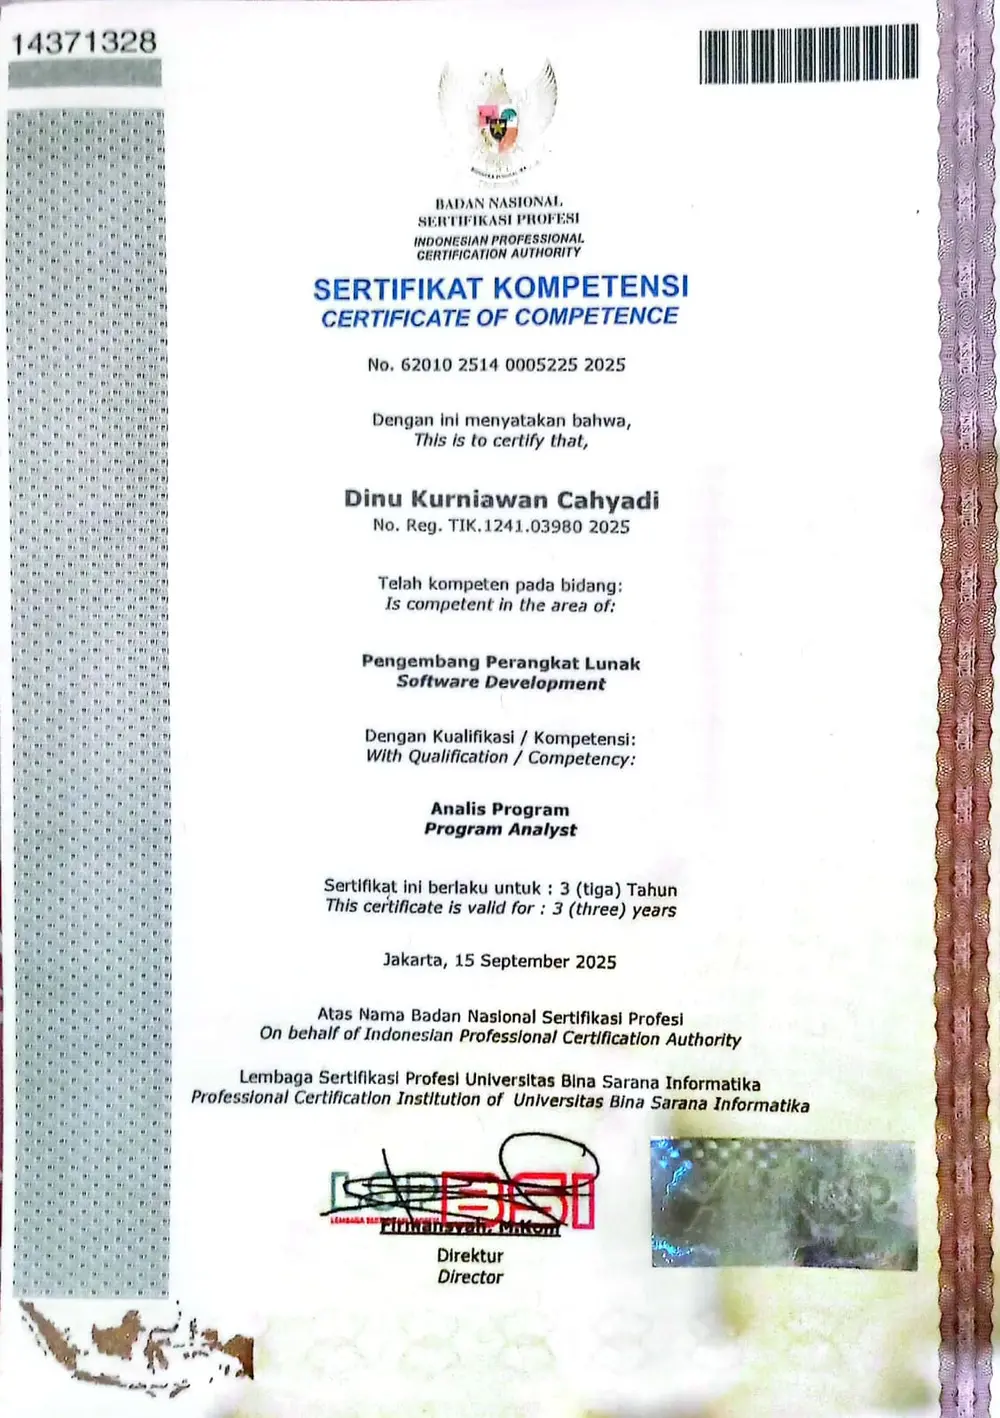 14371328
BADAN NASIONAL
SERTIFIKASI PROFESI
INDONESIAN PROFESSIONAL
CERTIFICATION AUTHORITY
SERTIFIKAT KOMPETENSI
CERTIFICATE OF COMPETENCE
No. 62010 2514 0005225 2025
Dengan ini menyatakan bahwa,
This is to certify that,
Dinu Kurniawan Cahyadi
No. Reg. TIK.1241.03980 2025
Telah kompeten pada bidang:
Is competent in the area of:
Pengembang Perangkat Lunak
Software Development
Dengan Kualifikasi / Kompetensi:
With Qualification / Competency:
Analis Program
Program Analyst
Sertifikat ini berlaku untuk : 3 (tiga) Tahun
This certificate is valid for : 3 (three) years
Jakarta, 15 September 2025
Atas Nama Badan Nasional Sertifikasi Profesi
On behalf of Indonesian Professional Certification Authority
Lembaga Sertifikasi Profesi Universitas Bina Sarana Informatika
Professional Certification Institution of Universitas Bina Sarana Informatika
LSP BSI
Firmansyah, M.Kom
Direktur
Director